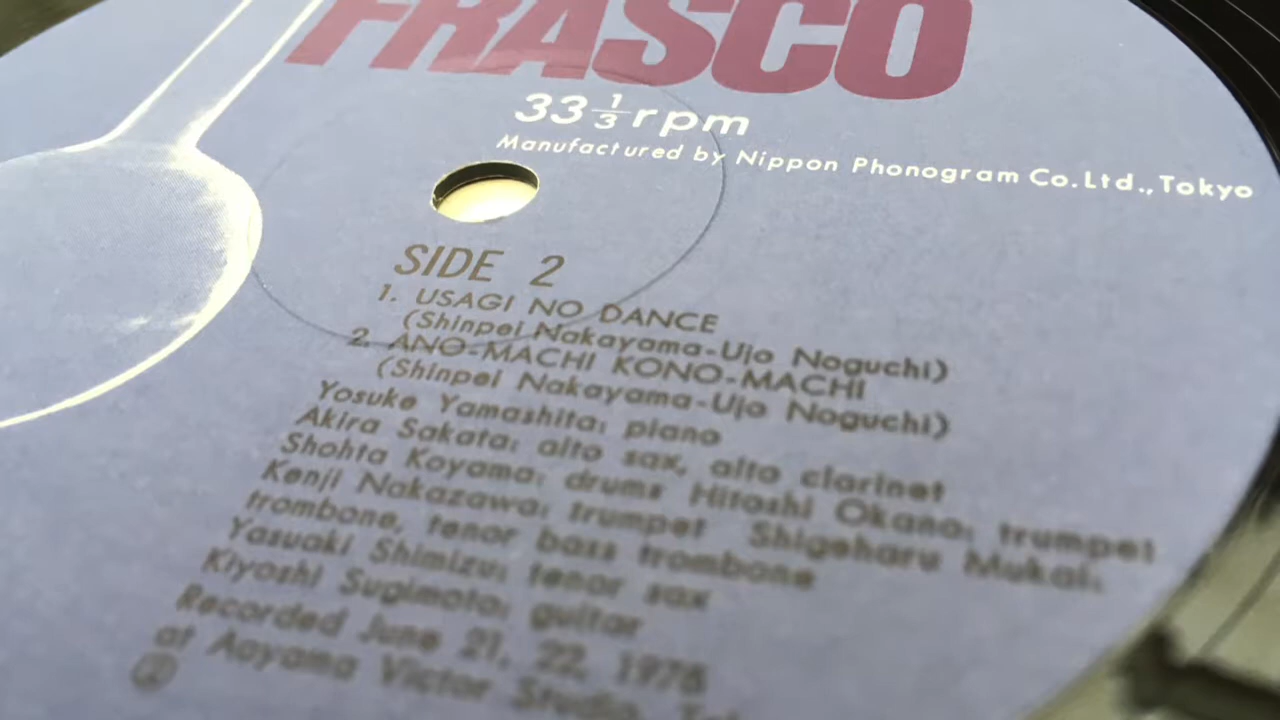 FRASCO
33 1/3 rpm
Manufactured by Nippon Phonogram Co.Ltd.,Tokyo
SIDE 2
1. USAGI NO DANCE
(Shinpei Nakayama-Ujo Noguchi)
2. ANO-MACHI KONO-MACHI
(Shinpei Nakayama-Ujo Noguchi)
Yosuke Yamashita: piano
Akira Sakata: alto sax, alto clarinet
Shohta Koyama: drums Hitoshi Okano: trumpet
Kenji Nakazawa: trumpet Shigeharu Mukai:
trombone, tenor bass trombone
Yasuaki Shimizu: tenor sax
Kiyoshi Sugimoto: guitar
Recorded June 21, 22,
at Aoyama Victor Studio,